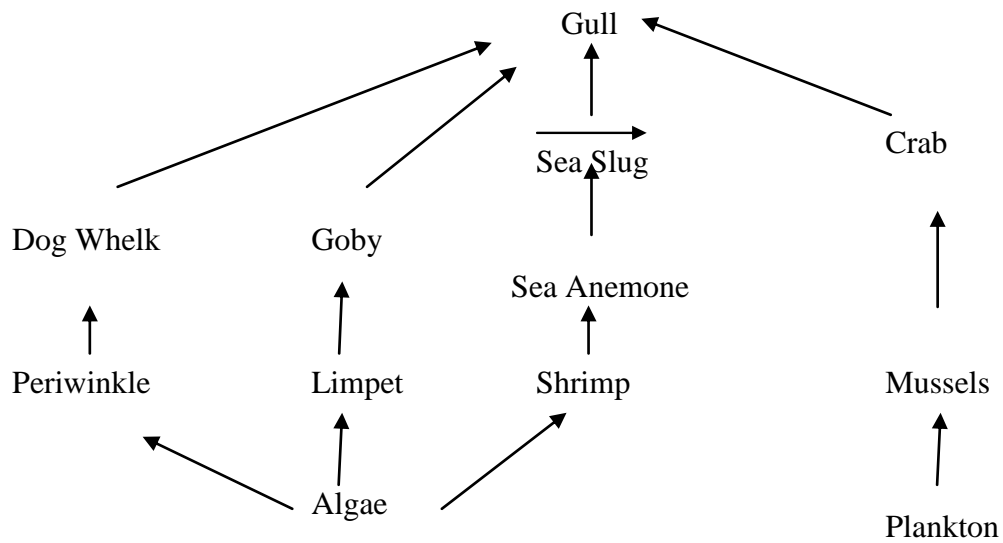 Gull
Crab
Sea Slug
Dog Whelk
Goby
Sea Anemone
Periwinkle
Limpet
Shrimp
Mussels
Algae
Plankton